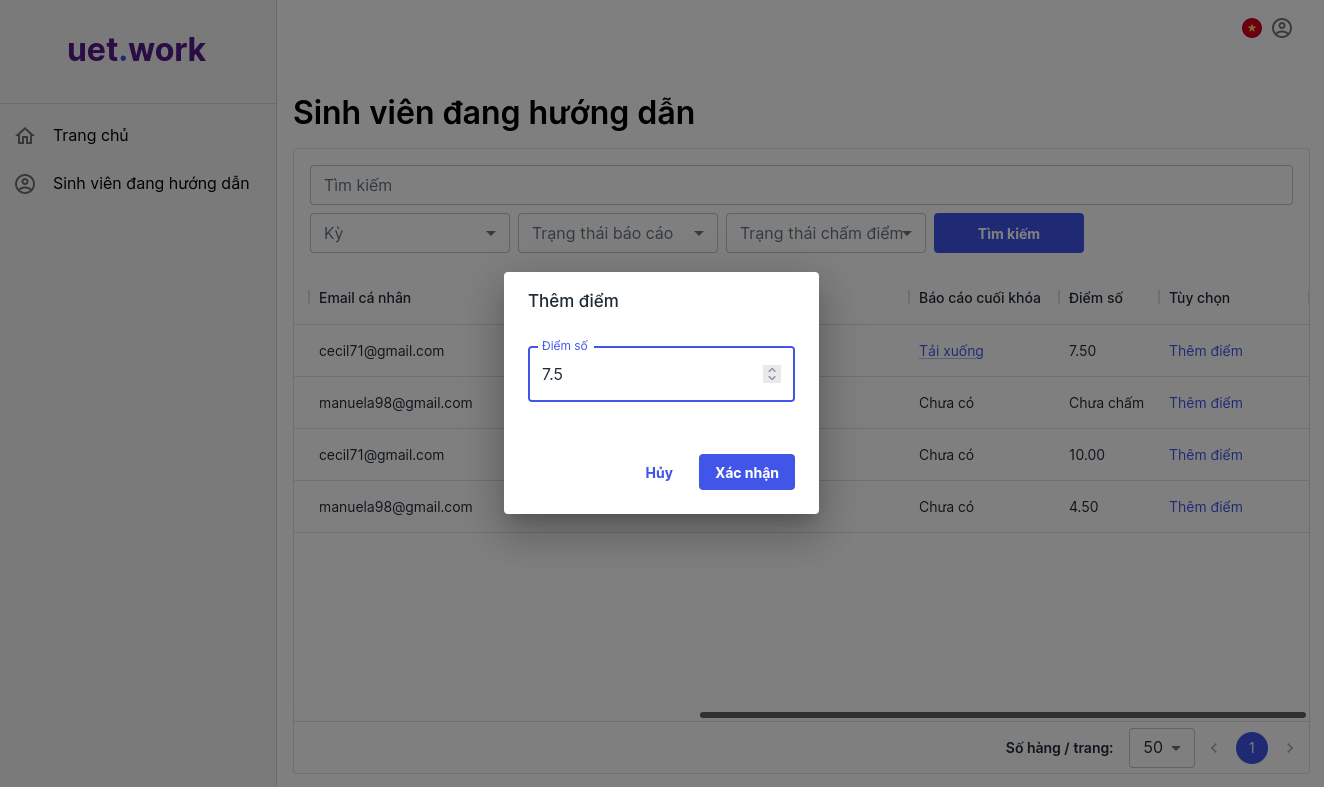 uet.work
Trang chủ
Sinh viên đang hướng dẫn
Sinh viên đang hướng dẫn
Tìm kiếm
Kỳ Trạng thái báo cáo Trạng thái chấm điểm Tìm kiếm
Email cá nhân Báo cáo cuối khóa Điểm số Tùy chọn
cecil71@gmail.com Tải xuống 7.50 Thêm điểm
manuela98@gmail.com Chưa có Chưa chấm Thêm điểm
cecil71@gmail.com Chưa có 10.00 Thêm điểm
manuela98@gmail.com Chưa có 4.50 Thêm điểm
Thêm điểm
Điểm số
7.5
Hủy Xác nhận
Số hàng / trang: 50 1